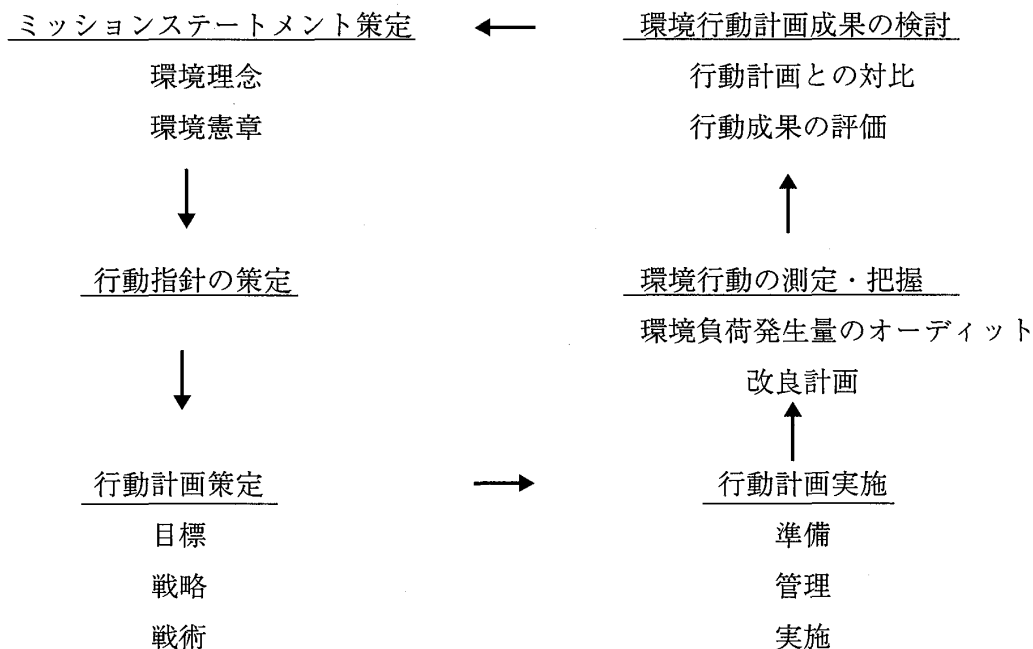 ミッションステートメント策定
環境理念
環境憲章
行動指針の策定
行動計画策定
目標
戦略
戦術
環境行動計画成果の検討
行動計画との対比
行動成果の評価
環境行動の測定・把握
環境負荷発生量のオーディット
改良計画
行動計画実施
準備
管理
実施